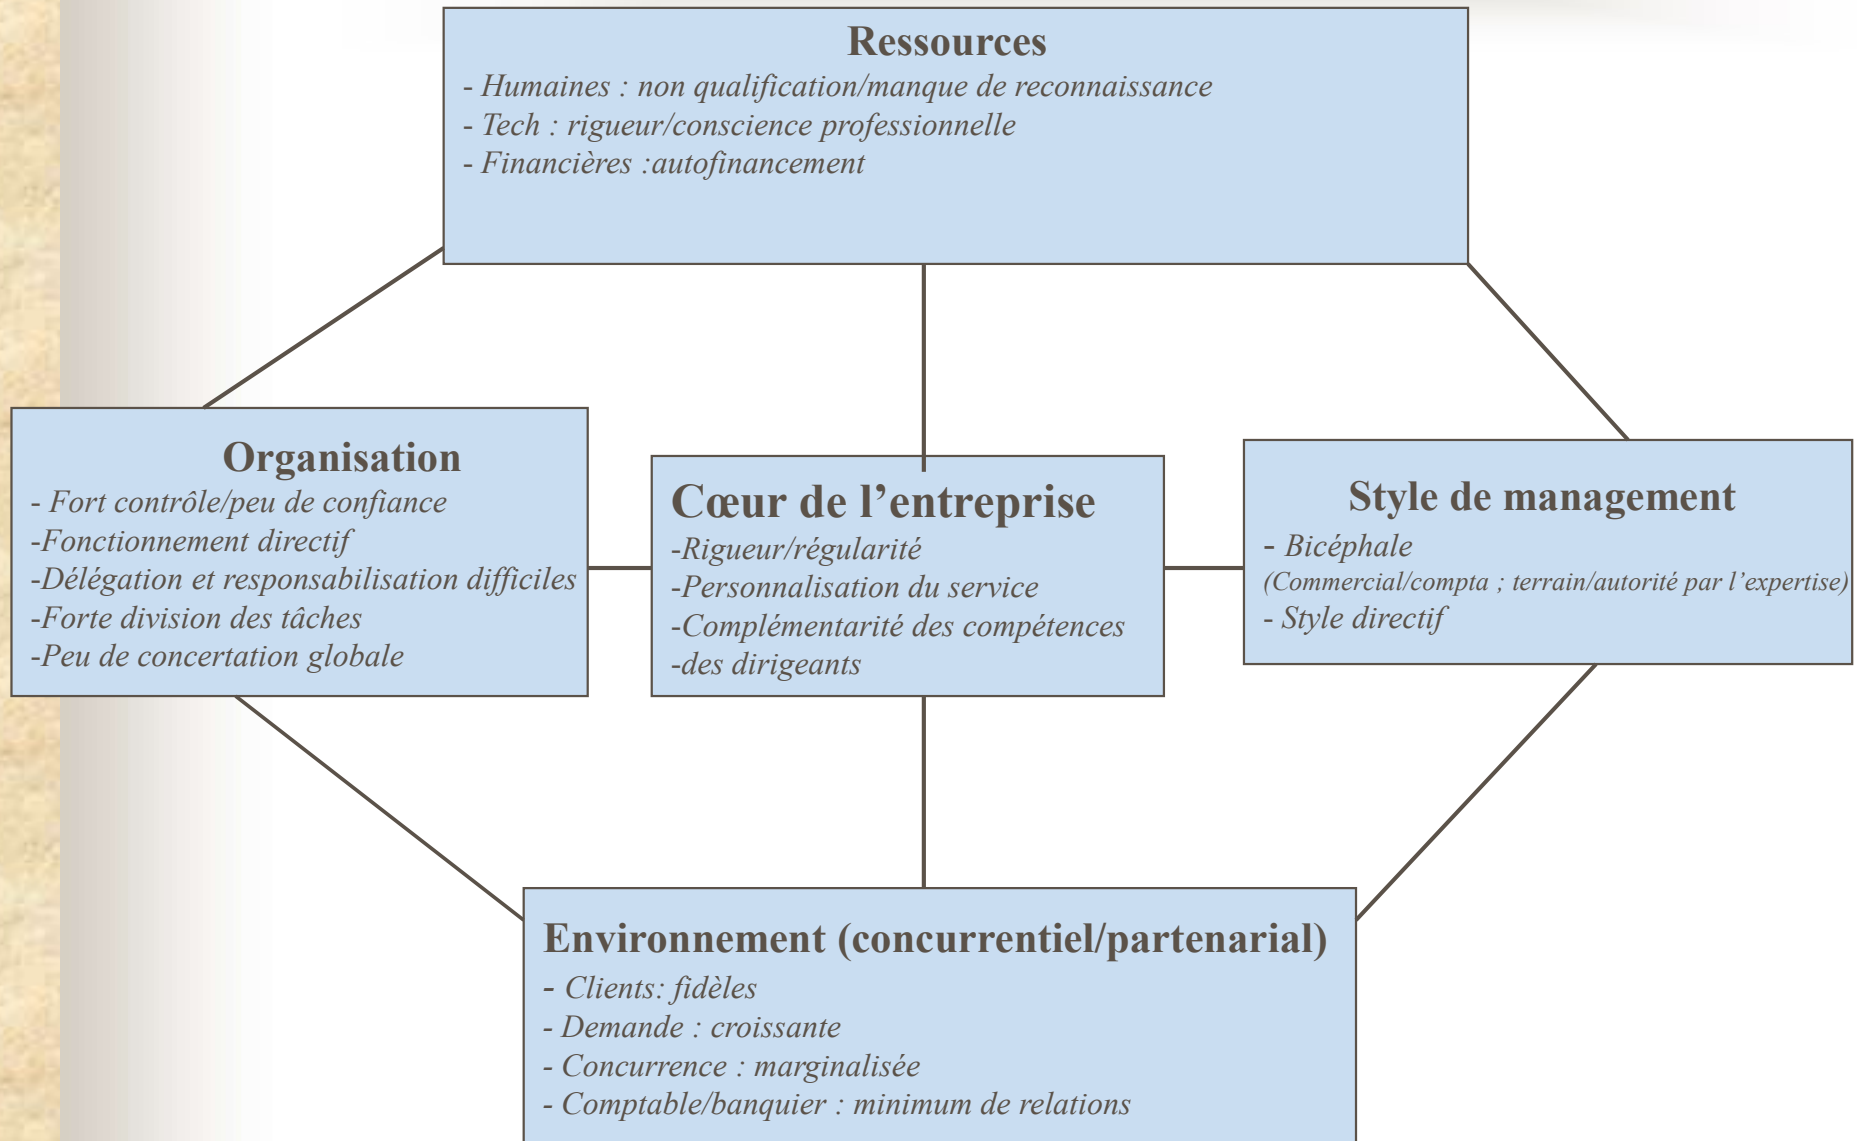 Ressources
- Humaines : non qualification/manque de reconnaissance
- Tech : rigueur/conscience professionnelle
- Financières :autofinancement
Organisation
- Fort contrôle/peu de confiance
-Fonctionnement directif
-Délégation et responsabilisation difficiles
-Forte division des tâches
-Peu de concertation globale
Cœur de l’entreprise
-Rigueur/régularité
-Personnalisation du service
-Complémentarité des compétences
-des dirigeants
Style de management
- Bicéphale
(Commercial/compta ; terrain/autorité par l’expertise)
- Style directif
Environnement (concurrentiel/partenarial)
- Clients: fidèles
- Demande : croissante
- Concurrence : marginalisée
- Comptable/banquier : minimum de relations